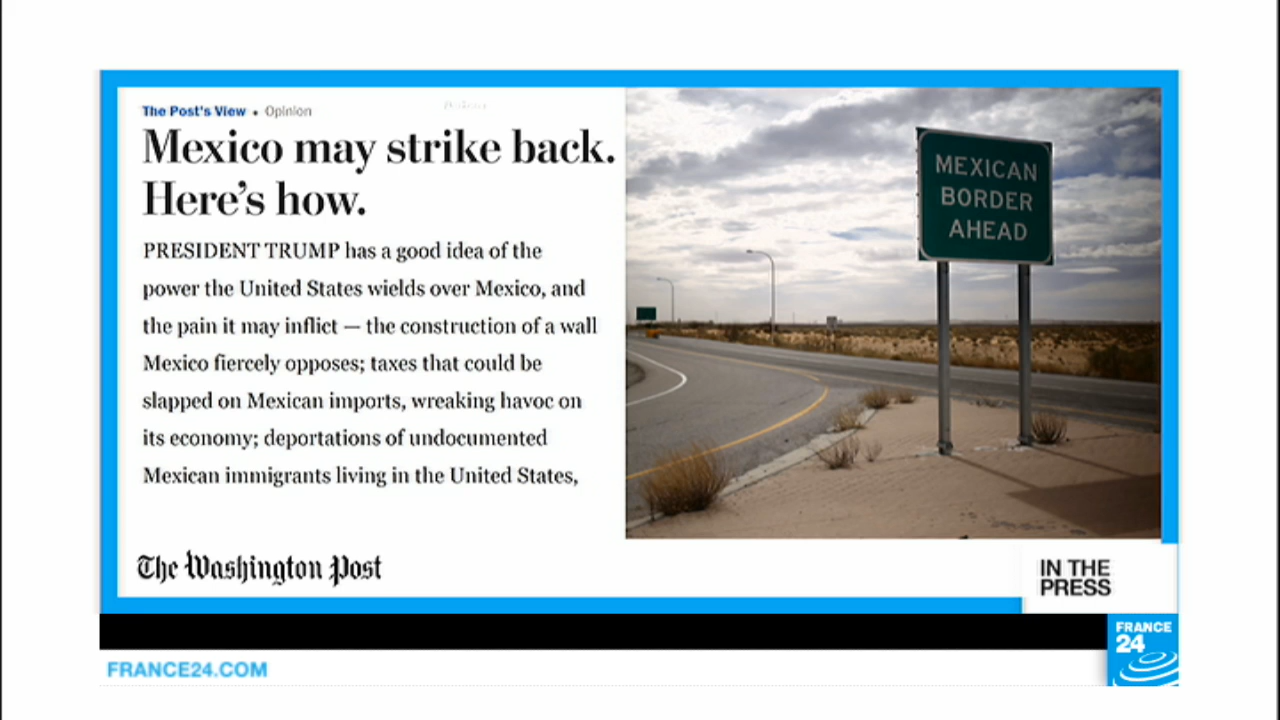 The Post's View • Opinion
Mexico may strike back.
Here's how.
PRESIDENT TRUMP has a good idea of the
power the United States wields over Mexico, and
the pain it may inflict — the construction of a wall
Mexico fiercely opposes; taxes that could be
slapped on Mexican imports, wreaking havoc on
its economy; deportations of undocumented
Mexican immigrants living in the United States,
The Washington Post
MEXICAN
BORDER
AHEAD
IN THE
PRESS
FRANCE
24
FRANCE24.COM